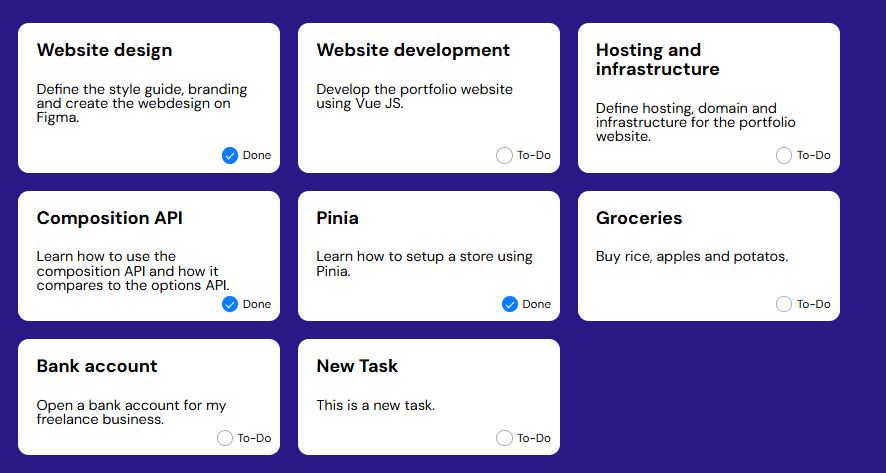 Website design
Define the style guide, branding
and create the webdesign on
Figma.
Done
Website development
Develop the portfolio website
using Vue JS.
To-Do
Hosting and
infrastructure
Define hosting, domain and
infrastructure for the portfolio
website.
To-Do
Composition API
Learn how to use the
composition API and how it
compares to the options API.
Done
Pinia
Learn how to setup a store using
Pinia.
Done
Groceries
Buy rice, apples and potatos.
To-Do
Bank account
Open a bank account for my
freelance business.
To-Do
New Task
This is a new task.
To-Do